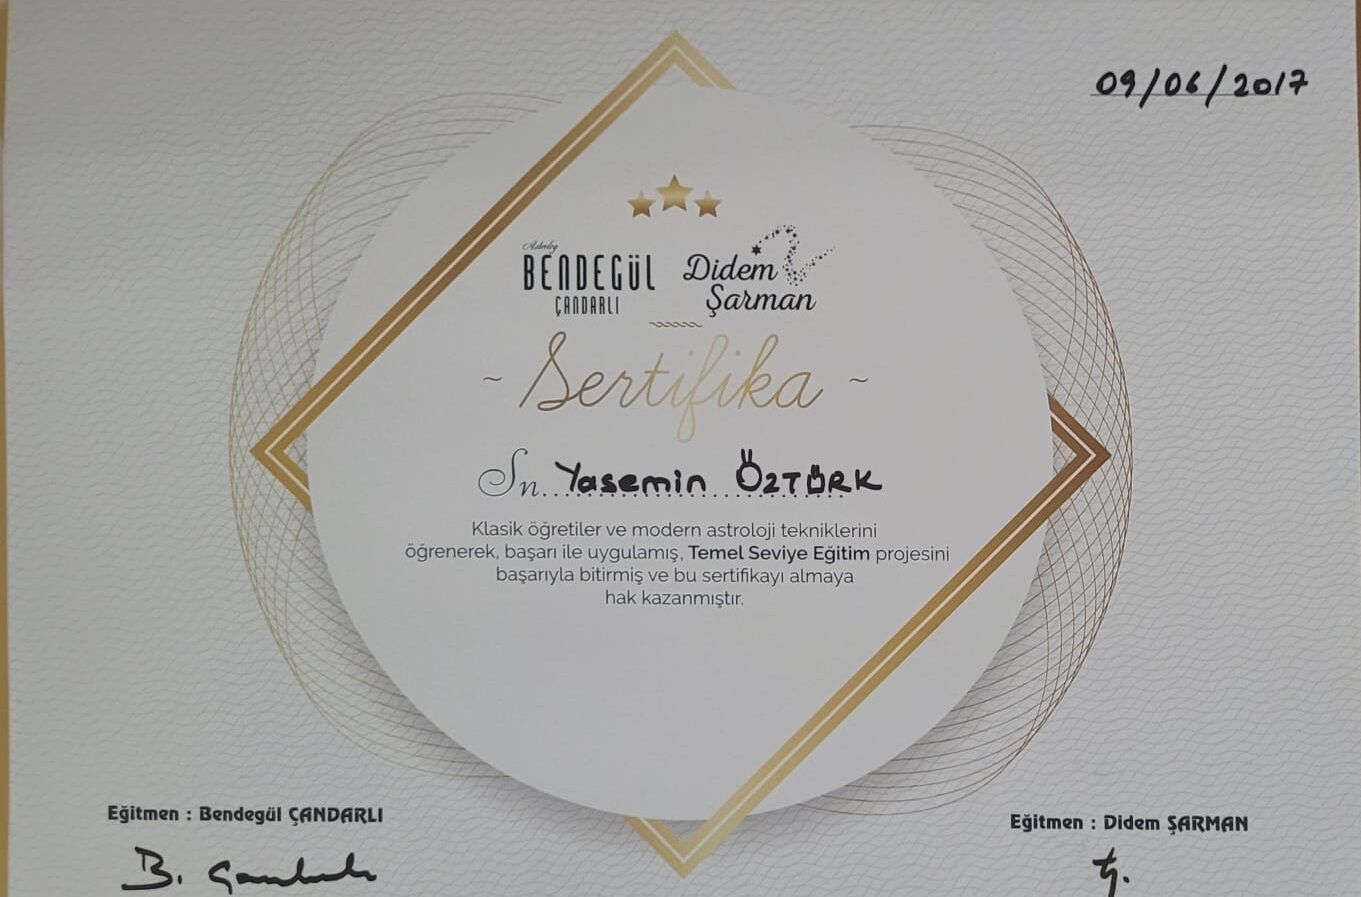 09/06/2017
Astrolog
BENDEGÜL
ÇANDARLI
Didem
Şarman
~ Sertifika ~
Sn. Yasemin ÖZTÜRK
Klasik öğretiler ve modern astroloji tekniklerini
öğrenerek, başarı ile uygulamış, Temel Seviye Eğitim projesini
başarıyla bitirmiş ve bu sertifikayı almaya
hak kazanmıştır.
Eğitmen : Bendegül ÇANDARLI
Eğitmen : Didem ŞARMAN
B.